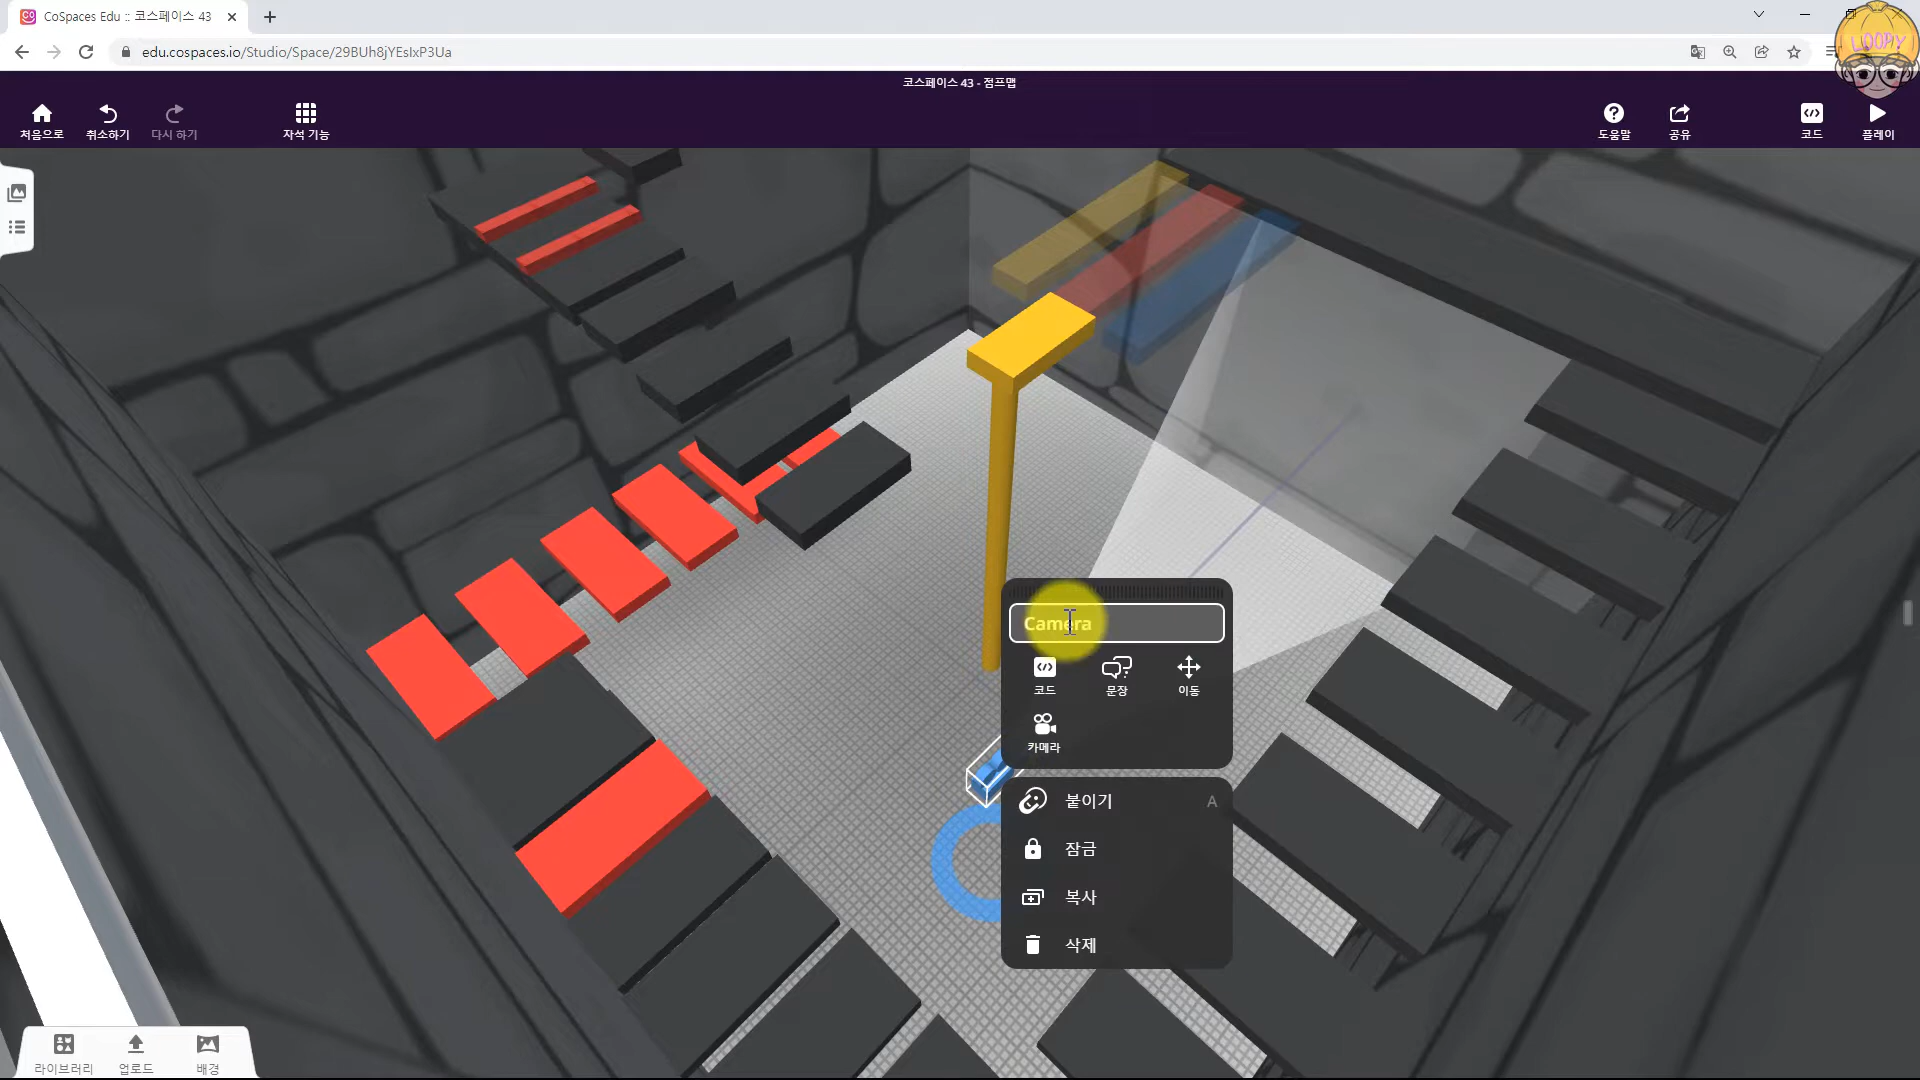 CoSpaces Edu :: 코스페이스 43
edu.cospaces.io/Studio/Space/29BUh8jYEsIxP3Ua
LOOPY
코스페이스 43 - 점프맵
처음으로
취소하기
다시 하기
자석 기능
도움말
공유
코드
플레이
Camera
코드
문장
이동
카메라
붙이기 A
잠금
복사
삭제
라이브러리
업로드
배경